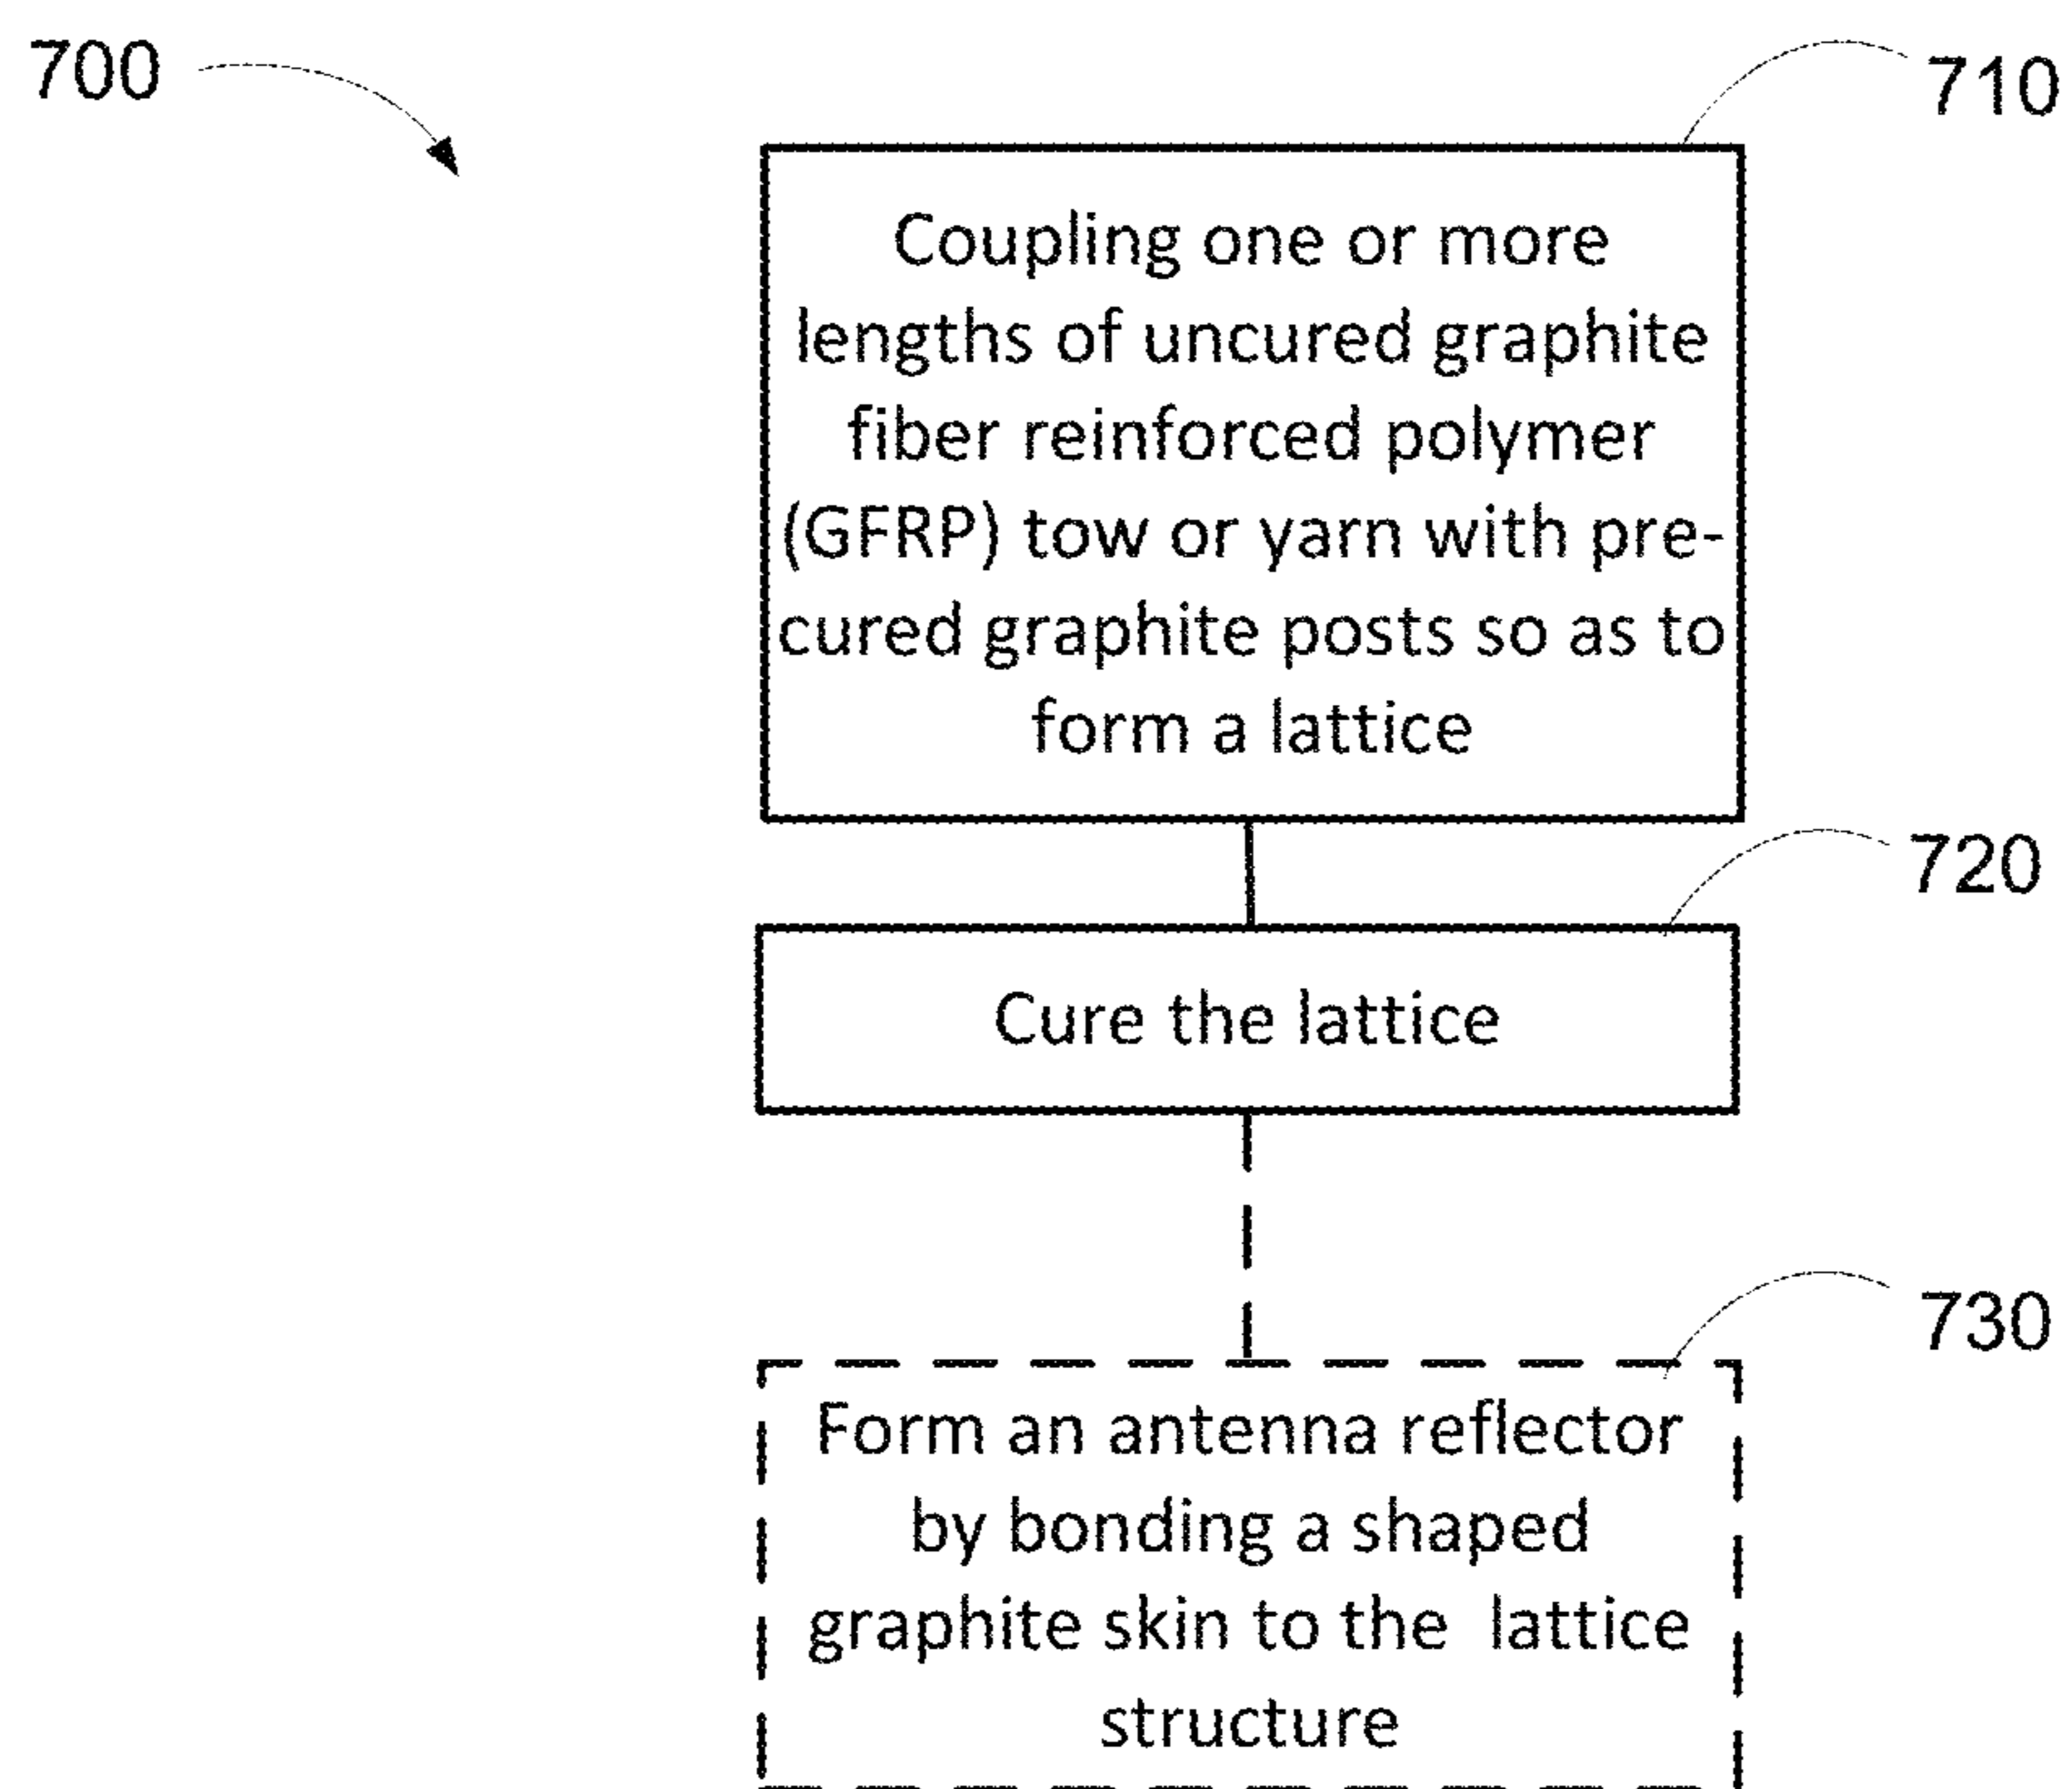 700
710
Coupling one or more
lengths of uncured graphite
fiber reinforced polymer
(GFRP) tow or yarn with pre-
cured graphite posts so as to
form a lattice
720
Cure the lattice
730
Form an antenna reflector
by bonding a shaped
graphite skin to the lattice
structure